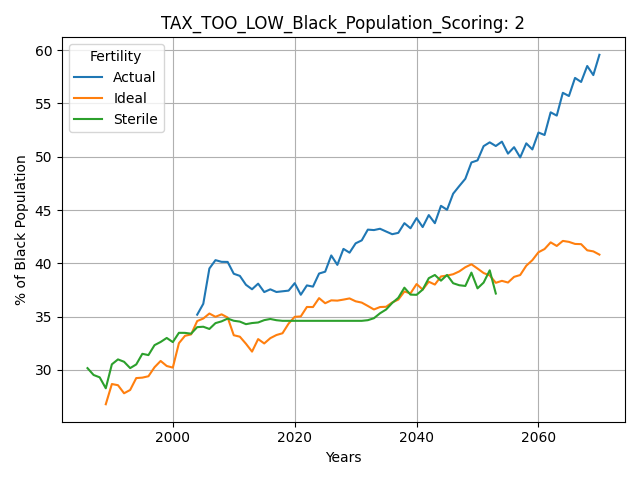 TAX_TOO_LOW_Black_Population_Scoring: 2
Fertility
Actual
Ideal
Sterile
% of Black Population
60
55
50
45
40
35
30
2000
2020
2040
2060
Years